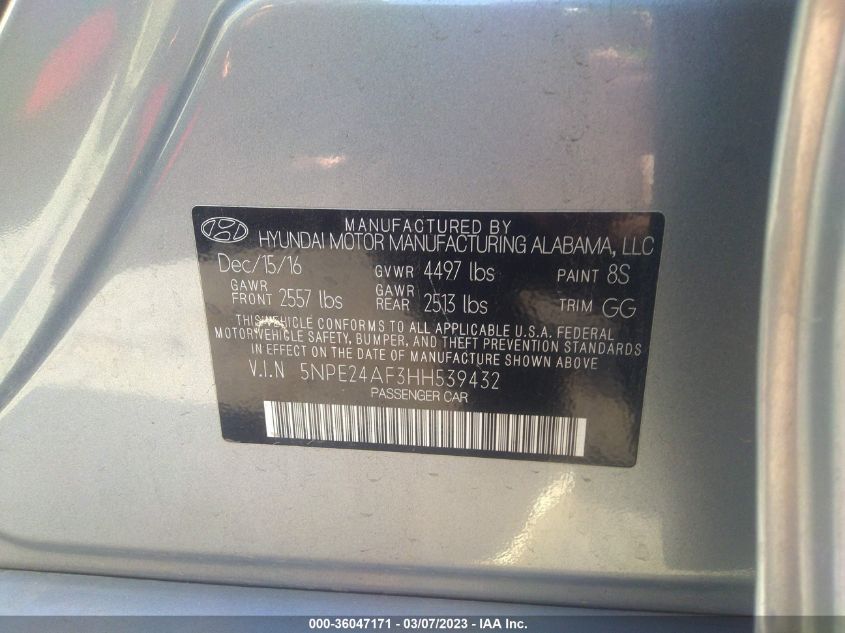 MANUFACTURED BY
HYUNDAI MOTOR MANUFACTURING ALABAMA, LLC
Dec/15/16 GVWR 4497 lbs PAINT 8S
GAWR FRONT 2557 lbs GAWR REAR 2513 lbs TRIM GG
THIS VEHICLE CONFORMS TO ALL APPLICABLE U.S.A. FEDERAL
MOTOR VEHICLE SAFETY, BUMPER, AND THEFT PREVENTION STANDARDS
IN EFFECT ON THE DATE OF MANUFACTURE SHOWN ABOVE
V.I.N 5NPE24AF3HH539432
PASSENGER CAR
000-36047171 - 03/07/2023 - IAA Inc.